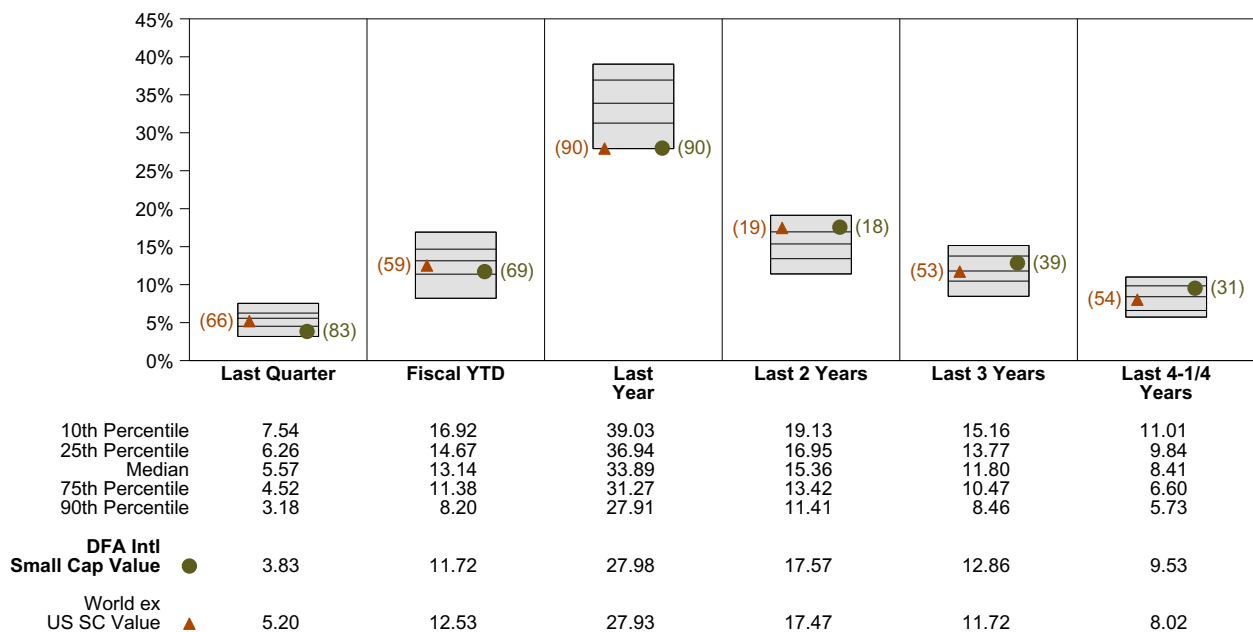 45%
40%
35%
30%
25%
20%
15%
10%
5%
0%
(66) (83)
(59) (69)
(90) (90)
(19) (18)
(53) (39)
(54) (31)
Last Quarter Fiscal YTD Last Year Last 2 Years Last 3 Years Last 4-1/4 Years
10th Percentile 7.54 16.92 39.03 19.13 15.16 11.01
25th Percentile 6.26 14.67 36.94 16.95 13.77 9.84
Median 5.57 13.14 33.89 15.36 11.80 8.41
75th Percentile 4.52 11.38 31.27 13.42 10.47 6.60
90th Percentile 3.18 8.20 27.91 11.41 8.46 5.73
DFA Intl
Small Cap Value 3.83 11.72 27.98 17.57 12.86 9.53
World ex
US SC Value 5.20 12.53 27.93 17.47 11.72 8.02